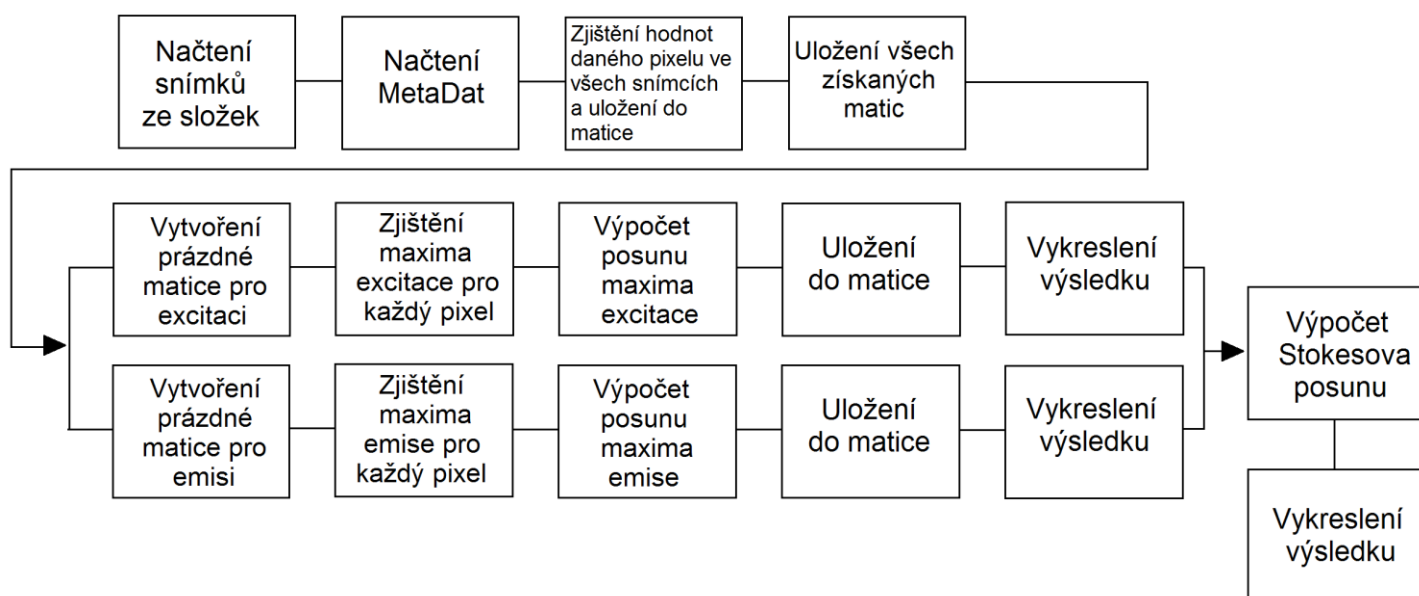 Načtení
snímků
ze složek
Načtení
MetaDat
Zjištění hodnot
daného pixelu ve
všech snímcích
a uložení do
matice
Uložení všech
získaných
matic
Vytvoření
prázdné
matice pro
excitaci
Zjištění
maxima
excitace pro
každý pixel
Výpočet
posunu
maxima
excitace
Uložení
do matice
Vykreslení
výsledku
Vytvoření
prázdné
matice pro
emisi
Zjištění
maxima
emise pro
každý pixel
Výpočet
posunu
maxima
emise
Uložení
do matice
Vykreslení
výsledku
Výpočet
Stokesova
posunu
Vykreslení
výsledku